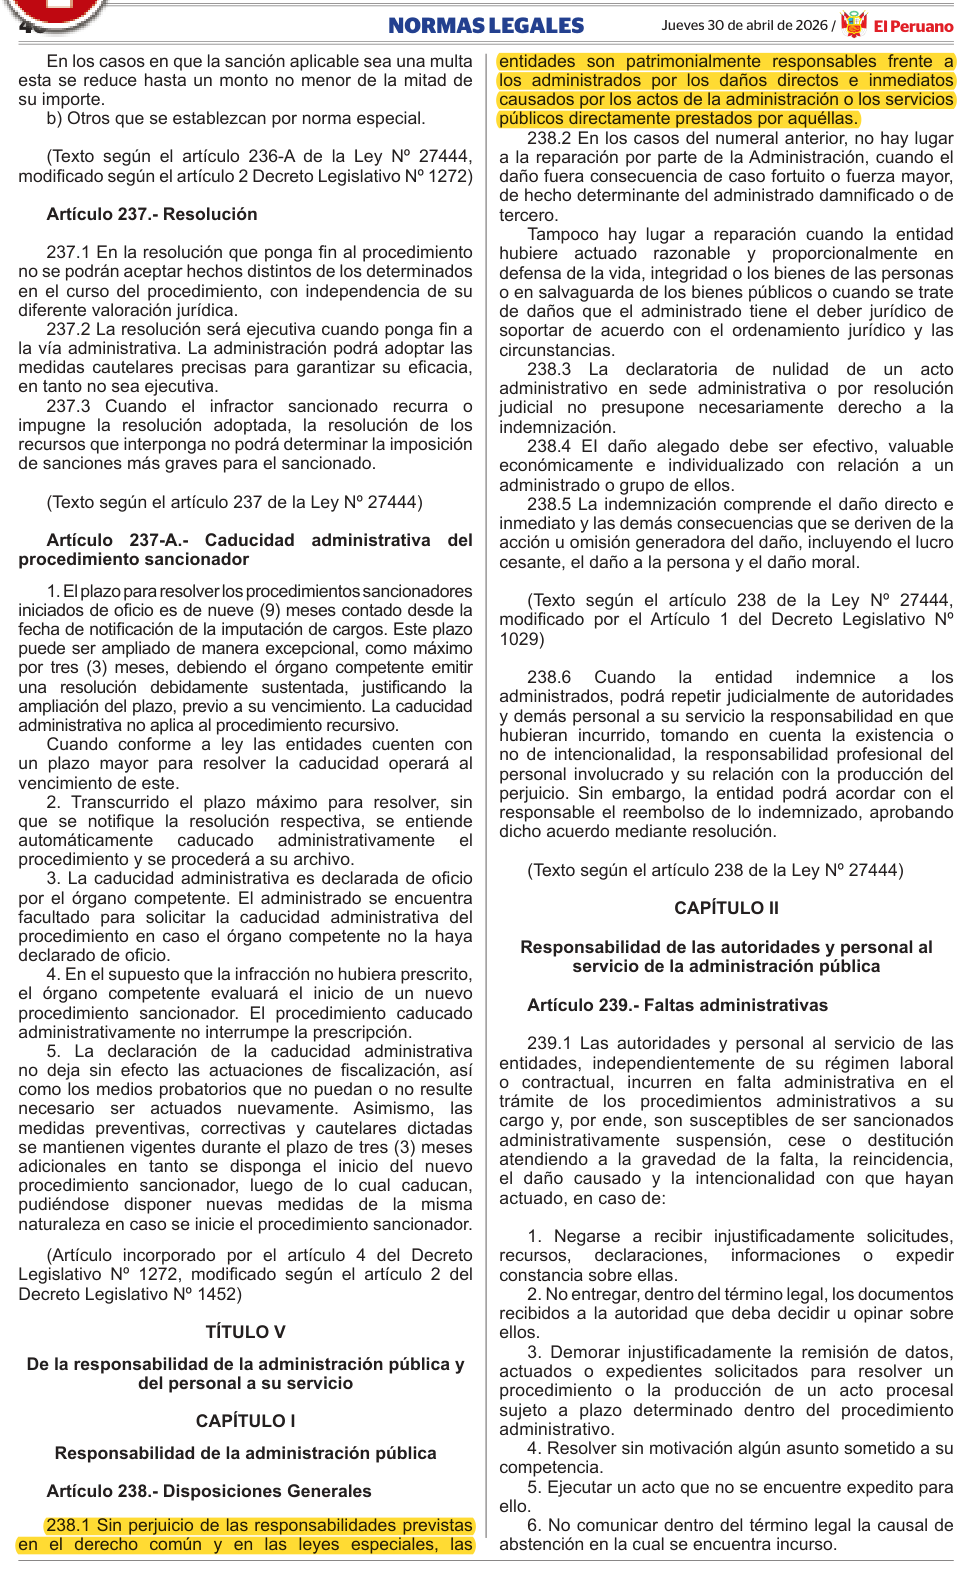 NORMAS LEGALES
Jueves 30 de abril de 2026 / El Peruano
En los casos en que la sanción aplicable sea una multa
esta se reduce hasta un monto no menor de la mitad de
su importe.
b) Otros que se establezcan por norma especial.
(Texto según el artículo 236-A de la Ley Nº 27444,
modificado según el artículo 2 Decreto Legislativo Nº 1272)
Artículo 237.- Resolución
237.1 En la resolución que ponga fin al procedimiento
no se podrán aceptar hechos distintos de los determinados
en el curso del procedimiento, con independencia de su
diferente valoración jurídica.
237.2 La resolución será ejecutiva cuando ponga fin a
la vía administrativa. La administración podrá adoptar las
medidas cautelares precisas para garantizar su eficacia,
en tanto no sea ejecutiva.
237.3 Cuando el infractor sancionado recurra o
impugne la resolución adoptada, la resolución de los
recursos que interponga no podrá determinar la imposición
de sanciones más graves para el sancionado.
(Texto según el artículo 237 de la Ley Nº 27444)
Artículo 237-A.- Caducidad administrativa del
procedimiento sancionador
1. El plazo para resolver los procedimientos sancionadores
iniciados de oficio es de nueve (9) meses contado desde la
fecha de notificación de la imputación de cargos. Este plazo
puede ser ampliado de manera excepcional, como máximo
por tres (3) meses, debiendo el órgano competente emitir
una resolución debidamente sustentada, justificando la
ampliación del plazo, previo a su vencimiento. La caducidad
administrativa no aplica al procedimiento recursivo.
Cuando conforme a ley las entidades cuenten con
un plazo mayor para resolver la caducidad operará al
vencimiento de este.
2. Transcurrido el plazo máximo para resolver, sin
que se notifique la resolución respectiva, se entiende
automáticamente caducado administrativamente el
procedimiento y se procederá a su archivo.
3. La caducidad administrativa es declarada de oficio
por el órgano competente. El administrado se encuentra
facultado para solicitar la caducidad administrativa del
procedimiento en caso el órgano competente no la haya
declarado de oficio.
4. En el supuesto que la infracción no hubiera prescrito,
el órgano competente evaluará el inicio de un nuevo
procedimiento sancionador. El procedimiento caducado
administrativamente no interrumpe la prescripción.
5. La declaración de la caducidad administrativa
no deja sin efecto las actuaciones de fiscalización, así
como los medios probatorios que no puedan o no resulte
necesario ser actuados nuevamente. Asimismo, las
medidas preventivas, correctivas y cautelares dictadas
se mantienen vigentes durante el plazo de tres (3) meses
adicionales en tanto se disponga el inicio del nuevo
procedimiento sancionador, luego de lo cual caducan,
pudiéndose disponer nuevas medidas de la misma
naturaleza en caso se inicie el procedimiento sancionador.
(Artículo incorporado por el artículo 4 del Decreto
Legislativo Nº 1272, modificado según el artículo 2 del
Decreto Legislativo Nº 1452)
TÍTULO V
De la responsabilidad de la administración pública y
del personal a su servicio
CAPÍTULO I
Responsabilidad de la administración pública
Artículo 238.- Disposiciones Generales
238.1 Sin perjuicio de las responsabilidades previstas
en el derecho común y en las leyes especiales, las
entidades son patrimonialmente responsables frente a
los administrados por los daños directos e inmediatos
causados por los actos de la administración o los servicios
públicos directamente prestados por aquéllas.
238.2 En los casos del numeral anterior, no hay lugar
a la reparación por parte de la Administración, cuando el
daño fuera consecuencia de caso fortuito o fuerza mayor,
de hecho determinante del administrado damnificado o de
tercero.
Tampoco hay lugar a reparación cuando la entidad
hubiere actuado razonable y proporcionalmente en
defensa de la vida, integridad o los bienes de las personas
o en salvaguarda de los bienes públicos o cuando se trate
de daños que el administrado tiene el deber jurídico de
soportar de acuerdo con el ordenamiento jurídico y las
circunstancias.
238.3 La declaratoria de nulidad de un acto
administrativo en sede administrativa o por resolución
judicial no presupone necesariamente derecho a la
indemnización.
238.4 El daño alegado debe ser efectivo, valuable
económicamente e individualizado con relación a un
administrado o grupo de ellos.
238.5 La indemnización comprende el daño directo e
inmediato y las demás consecuencias que se deriven de la
acción u omisión generadora del daño, incluyendo el lucro
cesante, el daño a la persona y el daño moral.
(Texto según el artículo 238 de la Ley Nº 27444,
modificado por el Artículo 1 del Decreto Legislativo Nº
1029)
238.6 Cuando la entidad indemnice a los
administrados, podrá repetir judicialmente de autoridades
y demás personal a su servicio la responsabilidad en que
hubieran incurrido, tomando en cuenta la existencia o
no de intencionalidad, la responsabilidad profesional del
personal involucrado y su relación con la producción del
perjuicio. Sin embargo, la entidad podrá acordar con el
responsable el reembolso de lo indemnizado, aprobando
dicho acuerdo mediante resolución.
(Texto según el artículo 238 de la Ley Nº 27444)
CAPÍTULO II
Responsabilidad de las autoridades y personal al
servicio de la administración pública
Artículo 239.- Faltas administrativas
239.1 Las autoridades y personal al servicio de las
entidades, independientemente de su régimen laboral
o contractual, incurren en falta administrativa en el
trámite de los procedimientos administrativos a su
cargo y, por ende, son susceptibles de ser sancionados
administrativamente suspensión, cese o destitución
atendiendo a la gravedad de la falta, la reincidencia,
el daño causado y la intencionalidad con que hayan
actuado, en caso de:
1. Negarse a recibir injustificadamente solicitudes,
recursos, declaraciones, informaciones o expedir
constancia sobre ellas.
2. No entregar, dentro del término legal, los documentos
recibidos a la autoridad que deba decidir u opinar sobre
ellos.
3. Demorar injustificadamente la remisión de datos,
actuados o expedientes solicitados para resolver un
procedimiento o la producción de un acto procesal
sujeto a plazo determinado dentro del procedimiento
administrativo.
4. Resolver sin motivación algún asunto sometido a su
competencia.
5. Ejecutar un acto que no se encuentre expedito para
ello.
6. No comunicar dentro del término legal la causal de
abstención en la cual se encuentra incurso.